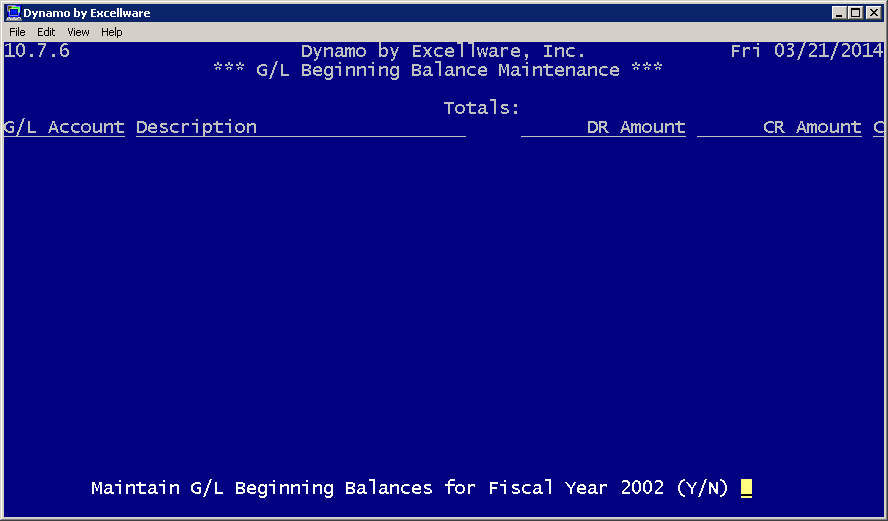 Dynamo by Excellware
File Edit View Help
10.7.6 Dynamo by Excellware, Inc. Fri 03/21/2014
*** G/L Beginning Balance Maintenance ***
Totals:
G/L Account Description DR Amount CR Amount C
Maintain G/L Beginning Balances for Fiscal Year 2002 (Y/N)